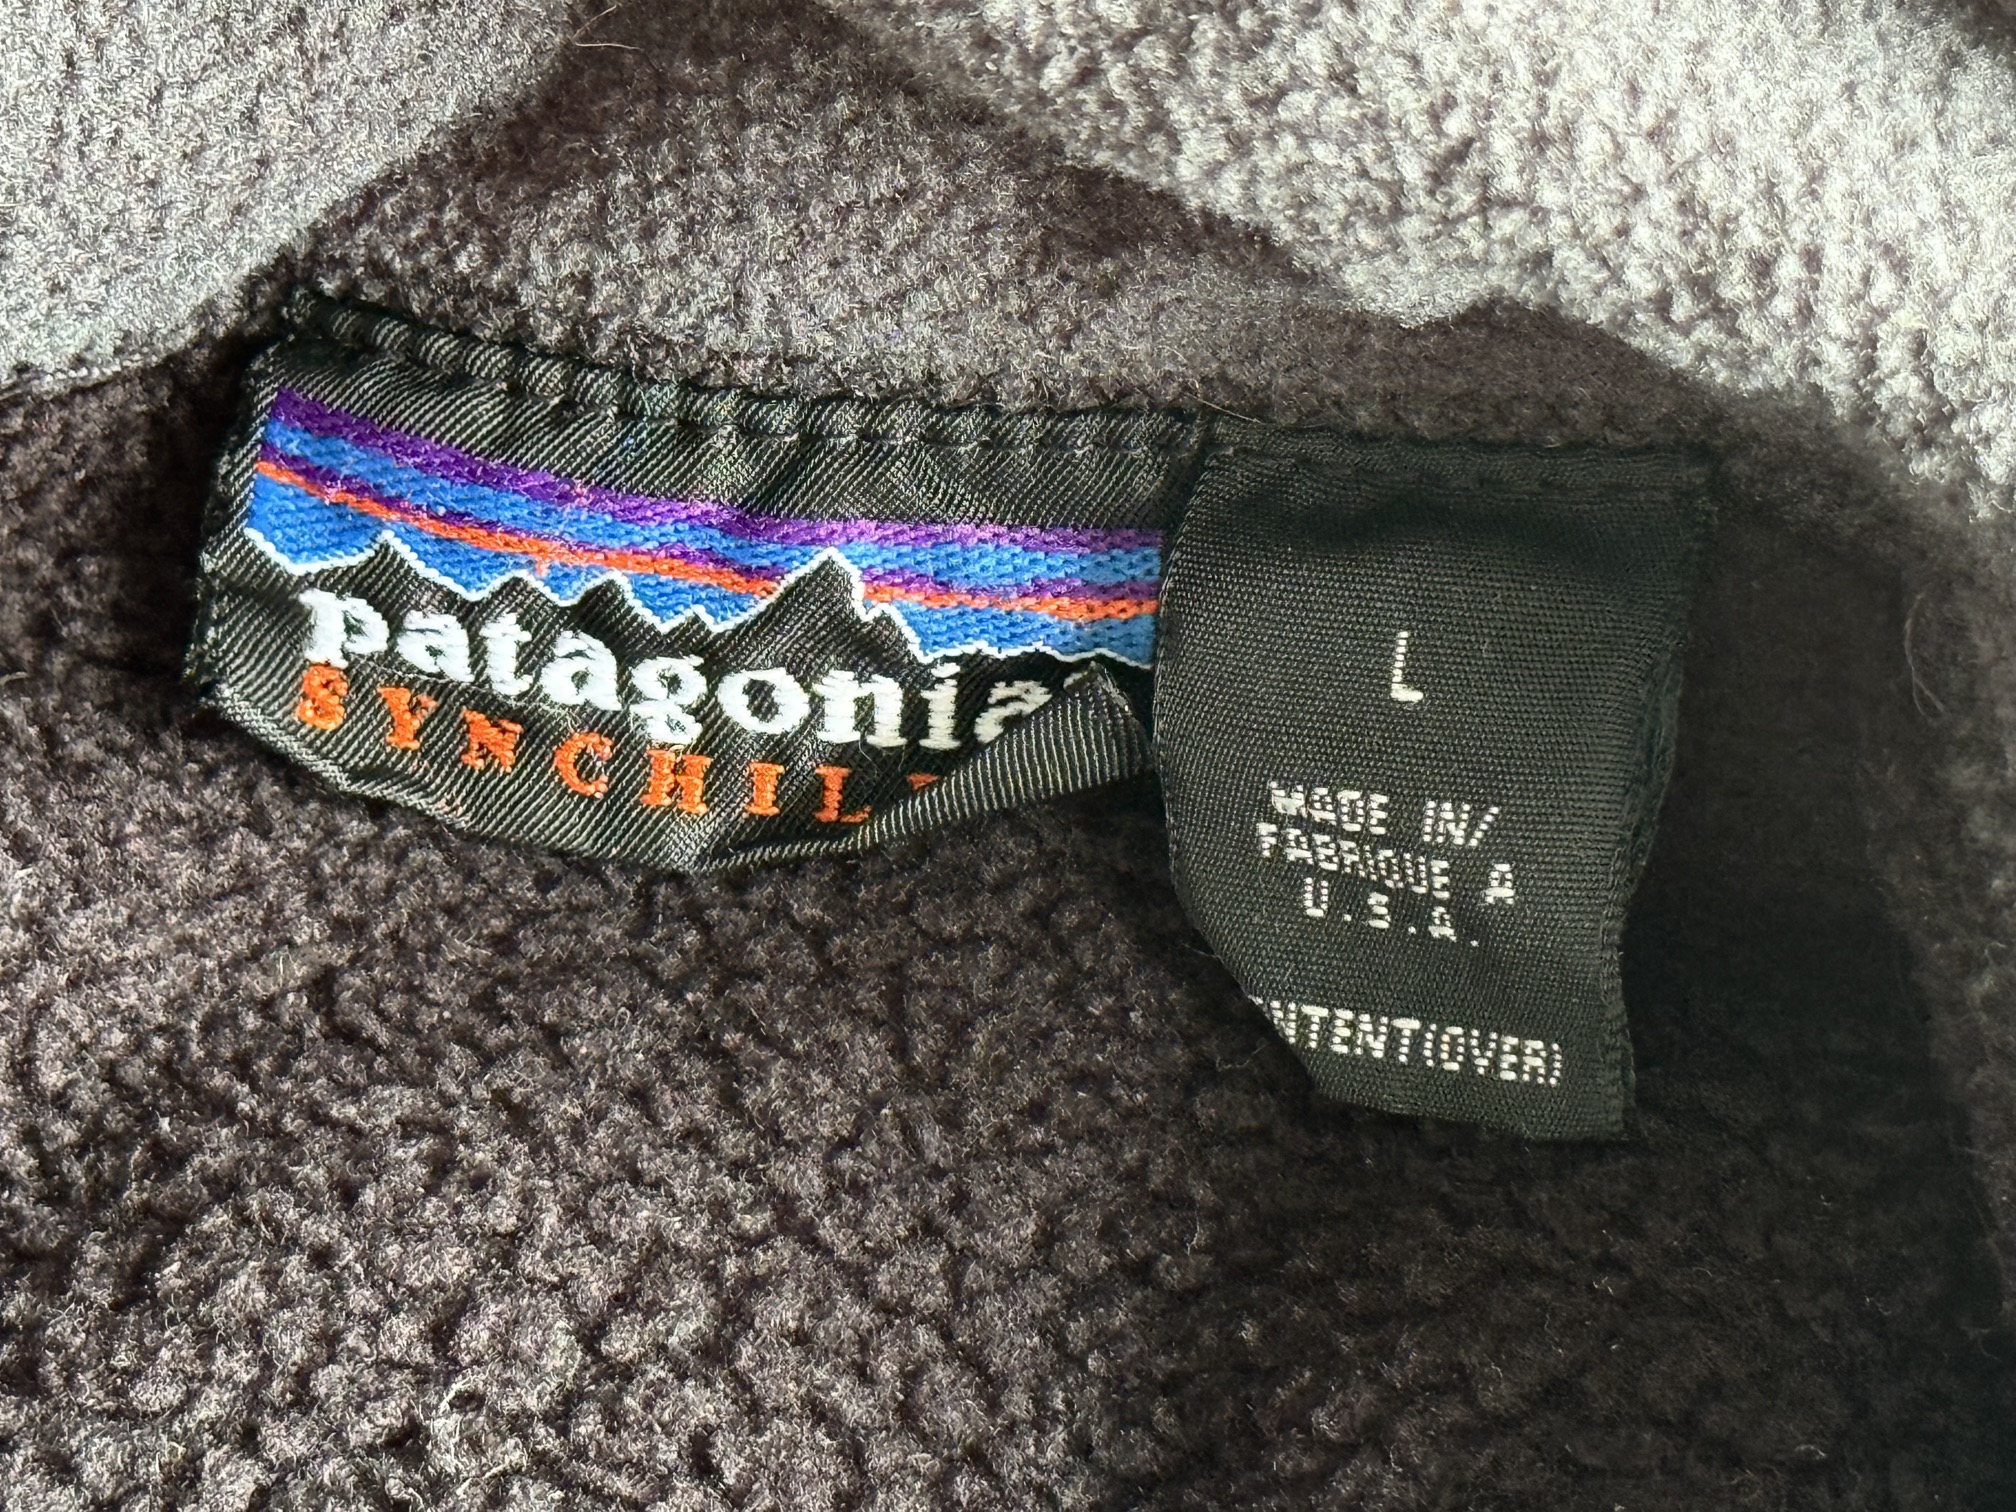 patagonia
SYNCHIL
L
MADE IN/
FABRIQUE A
U.S.A.
NTENT(OVER)